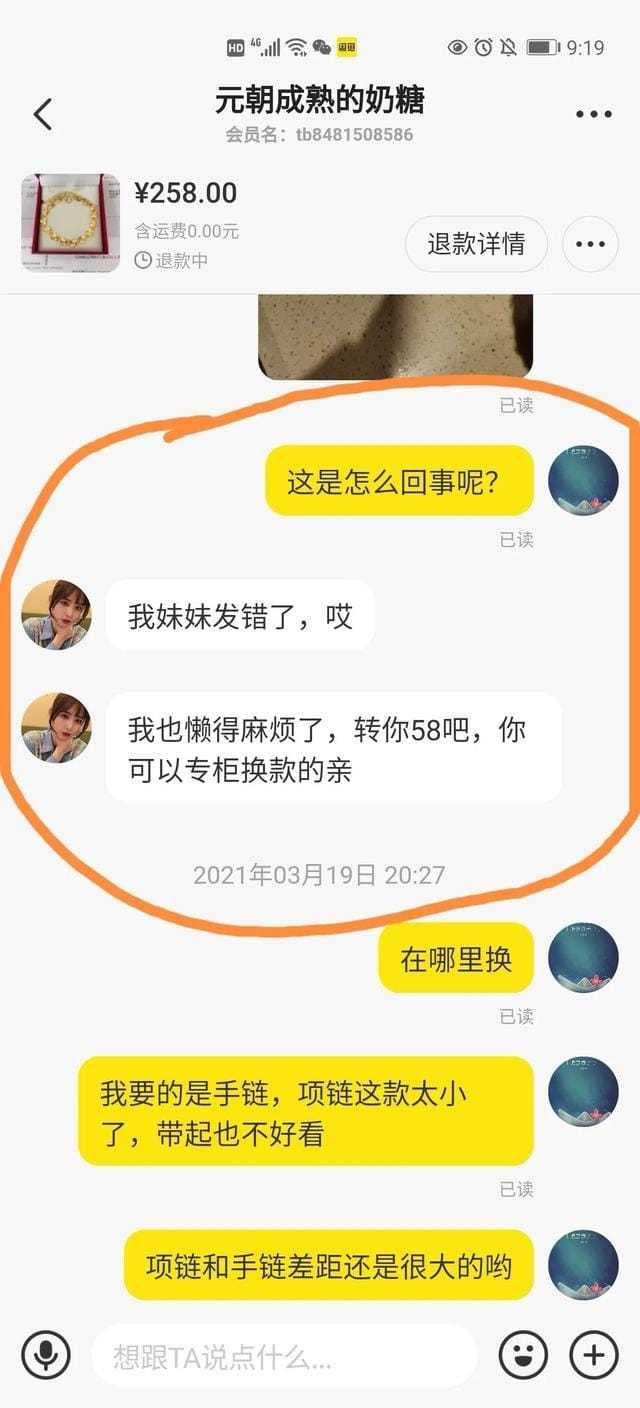 HD 4G 闲鱼 9:19
元朝成熟的奶糖
会员名：tb8481508586
¥258.00
含运费0.00元
退款中
退款详情
已读
这是怎么回事呢？
已读
我妹妹发错了，哎
我也懒得麻烦了，转你58吧，你
可以专柜换款的亲
2021年03月19日 20:27
在哪里换
已读
我要的是手链，项链这款太小
了，带起也不好看
已读
项链和手链差距还是很大的哟
想跟TA说点什么...